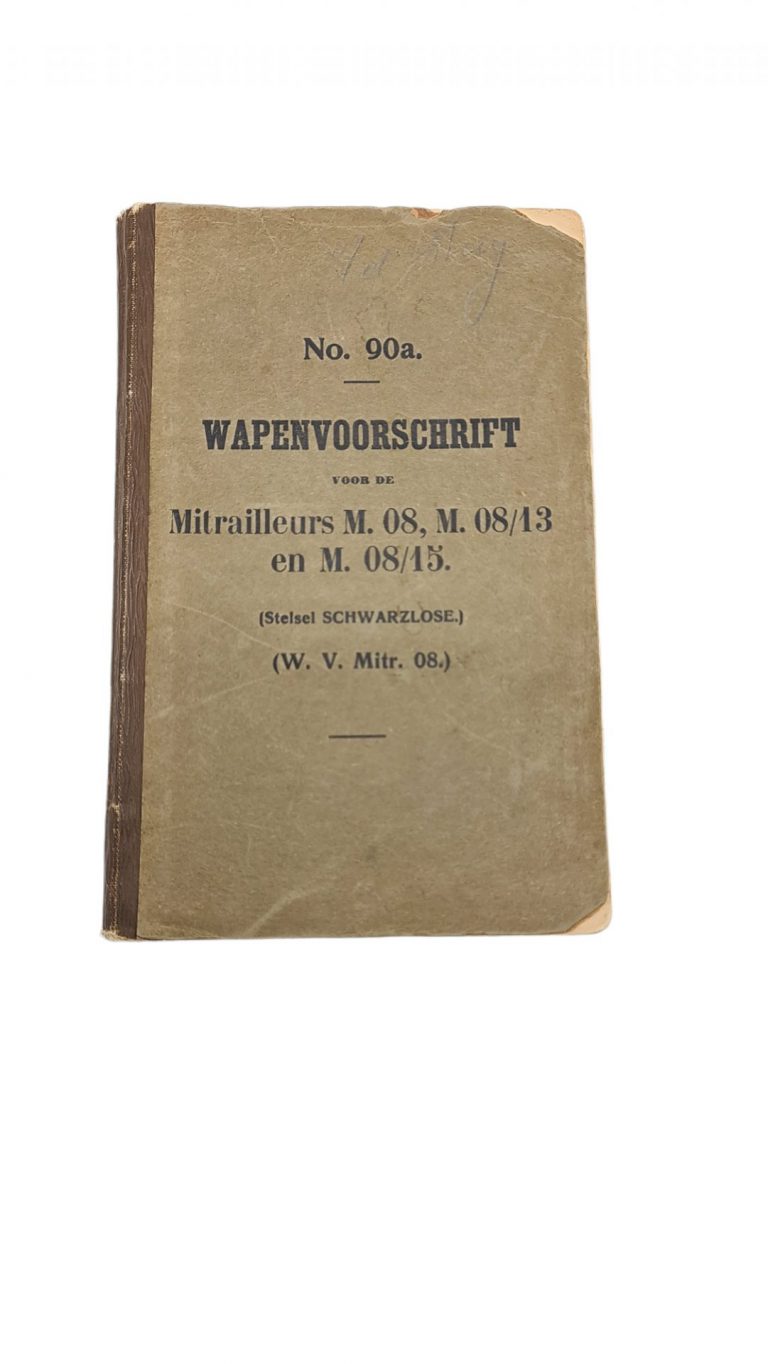 No. 90a.
WAPENVOORSCHRIFT
VOOR DE
Mitrailleurs M. 08, M. 08/13
en M. 08/15.
(Stelsel SCHWARZLOSE.)
(W. V. Mitr. 08.)